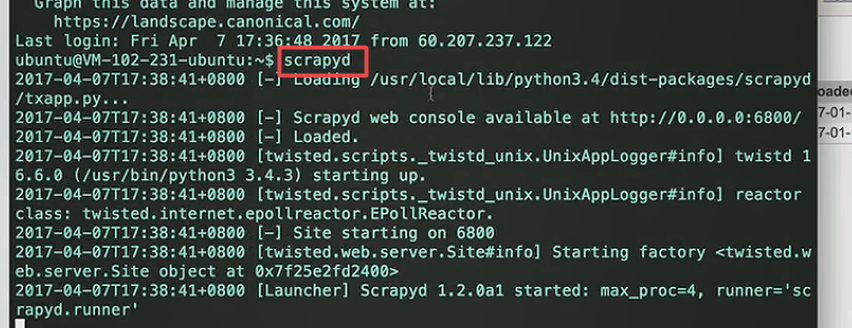 Graph this data and manage this system at:
https://landscape.canonical.com/
Last login: Fri Apr  7 17:36:48 2017 from 60.207.237.122
ubuntu@VM-102-231-ubuntu:~$ scrapyd
2017-04-07T17:38:41+0800 [-] Loading /usr/local/lib/python3.4/dist-packages/scrapyd
/txapp.py...
2017-04-07T17:38:41+0800 [-] Scrapyd web console available at http://0.0.0.0:6800/
2017-04-07T17:38:41+0800 [-] Loaded.
2017-04-07T17:38:41+0800 [twisted.scripts._twistd_unix.UnixAppLogger#info] twistd 1
6.6.0 (/usr/bin/python3 3.4.3) starting up.
2017-04-07T17:38:41+0800 [twisted.scripts._twistd_unix.UnixAppLogger#info] reactor
class: twisted.internet.epollreactor.EPollReactor.
2017-04-07T17:38:41+0800 [-] Site starting on 6800
2017-04-07T17:38:41+0800 [twisted.web.server.Site#info] Starting factory <twisted.w
eb.server.Site object at 0x7f25e2fd2400>
2017-04-07T17:38:41+0800 [Launcher] Scrapyd 1.2.0a1 started: max_proc=4, runner='sc
rapyd.runner'